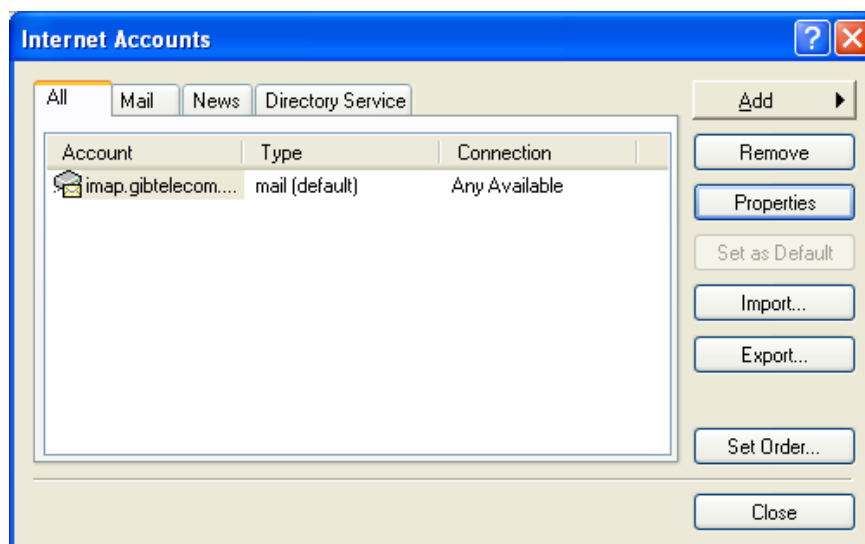 Internet Accounts
All Mail News Directory Service
Account Type Connection
imap.gibtelecom.... mail (default) Any Available
Add
Remove
Properties
Set as Default
Import...
Export...
Set Order...
Close